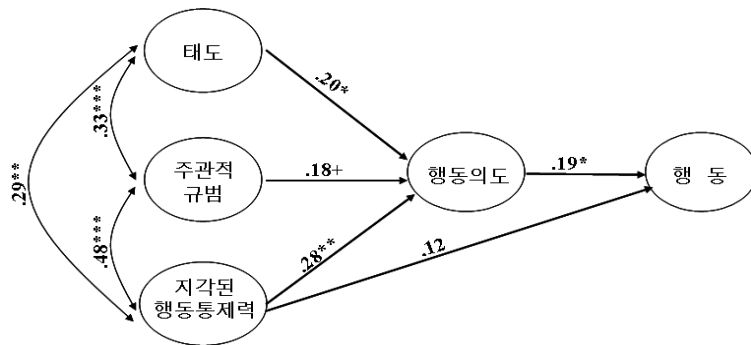 태도
.20*
.33***
.29**
주관적
규범
.18+
행동의도
.19*
행 동
.48***
.28**
.12
지각된
행동통제력